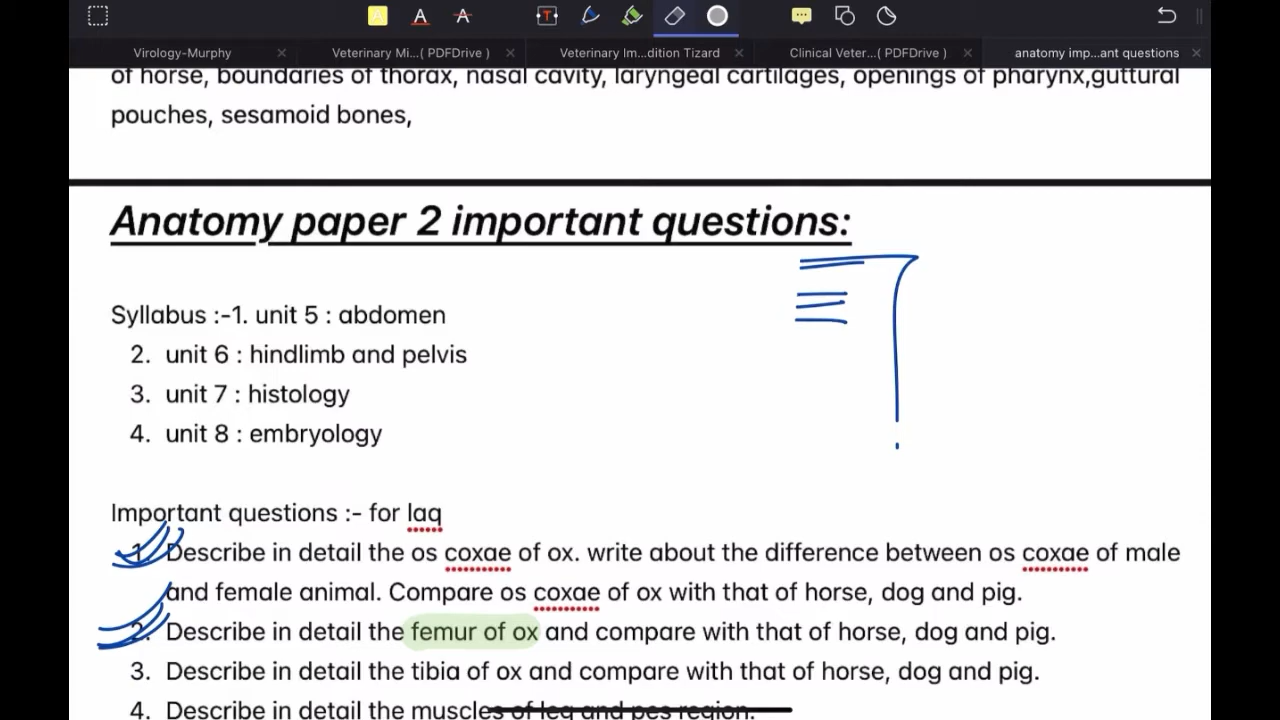 A A A T
Virology-Murphy × Veterinary Mi...( PDFDrive ) × Veterinary Im...dition Tizard × Clinical Veter...( PDFDrive ) × anatomy imp...ant questions ×
of horse, boundaries of thorax, nasal cavity, laryngeal cartilages, openings of pharynx,guttural
pouches, sesamoid bones,
Anatomy paper 2 important questions:
Syllabus :-1. unit 5 : abdomen
2. unit 6 : hindlimb and pelvis
3. unit 7 : histology
4. unit 8 : embryology
Important questions :- for laq
1. Describe in detail the os coxae of ox. write about the difference between os coxae of male
and female animal. Compare os coxae of ox with that of horse, dog and pig.
2. Describe in detail the femur of ox and compare with that of horse, dog and pig.
3. Describe in detail the tibia of ox and compare with that of horse, dog and pig.
4. Describe in detail the muscles of leg and pes region.